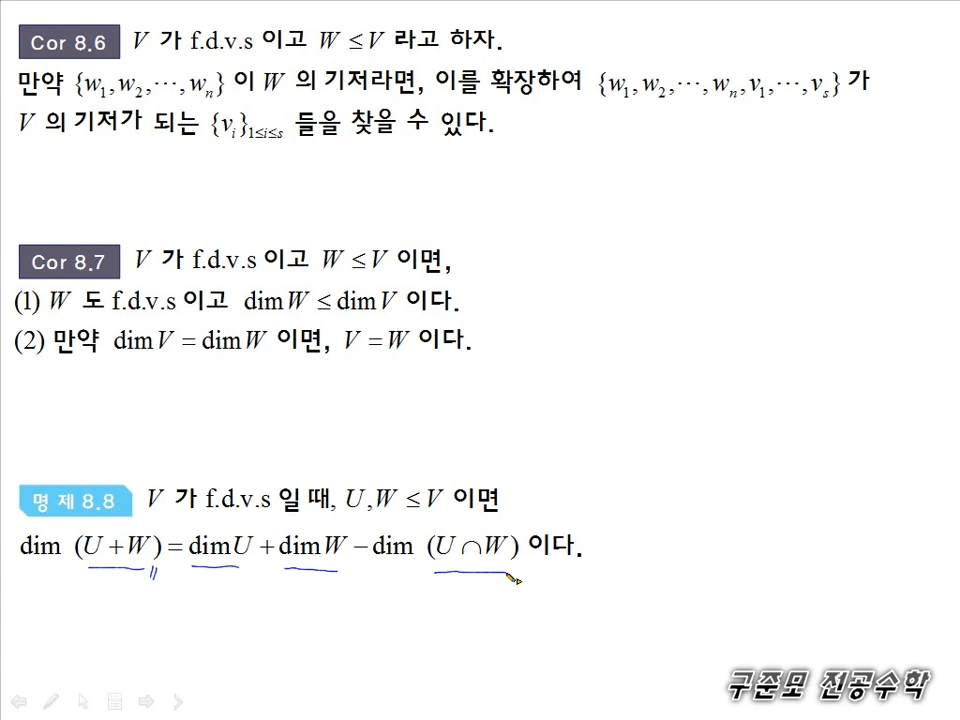 Cor 8.6 V 가 f.d.v.s 이고 W ≤ V 라고 하자.
만약 {w₁, w₂, ⋯, wₙ} 이 W 의 기저라면, 이를 확장하여 {w₁, w₂, ⋯, wₙ, v₁, ⋯, vₛ} 가
V 의 기저가 되는 {vᵢ}₁≤ᵢ≤ₛ 들을 찾을 수 있다.
Cor 8.7 V 가 f.d.v.s 이고 W ≤ V 이면,
(1) W 도 f.d.v.s 이고 dim W ≤ dim V 이다.
(2) 만약 dim V = dim W 이면, V = W 이다.
명 제 8.8 V 가 f.d.v.s 일 때, U, W ≤ V 이면
dim (U + W) = dim U + dim W − dim (U ∩ W) 이다.
구준모 전공수학